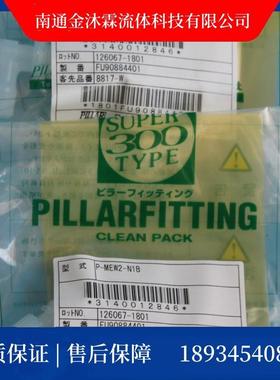 南通金沐霖流体科技有限公司
*3140012846*
ロットNO. 126067-1801
製番 FU90884401
客先品番 8817-W
PILLAR
SUPER
300
TYPE
ピラーフィッティング
PILLARFITTING
CLEAN PACK
型式 P-MEW2-N1B
*3140012846*
ロットNO. 126067-1801
製番 FU90884401
质保证 | 售后保障
189345408